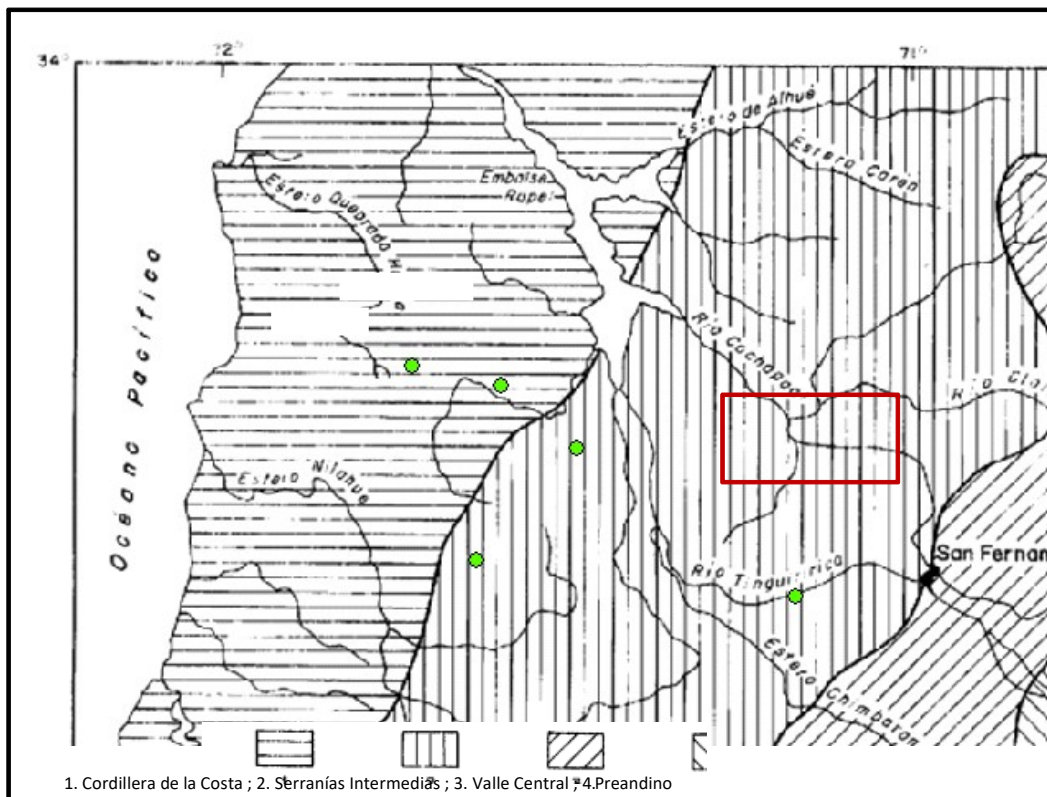 72°
71°
34°
Estero de Alhué
Estero Carén
Embalse
Rapel
Estero Quebrada H
Océano Pacífico
Río Cachapoal
Río Cla
Estero Nilahue
San Fernan
Río Tinguiririca
Estero Chimbaron
1. Cordillera de la Costa ; 2. Serranías Intermedias ; 3. Valle Central ; 4.Preandino